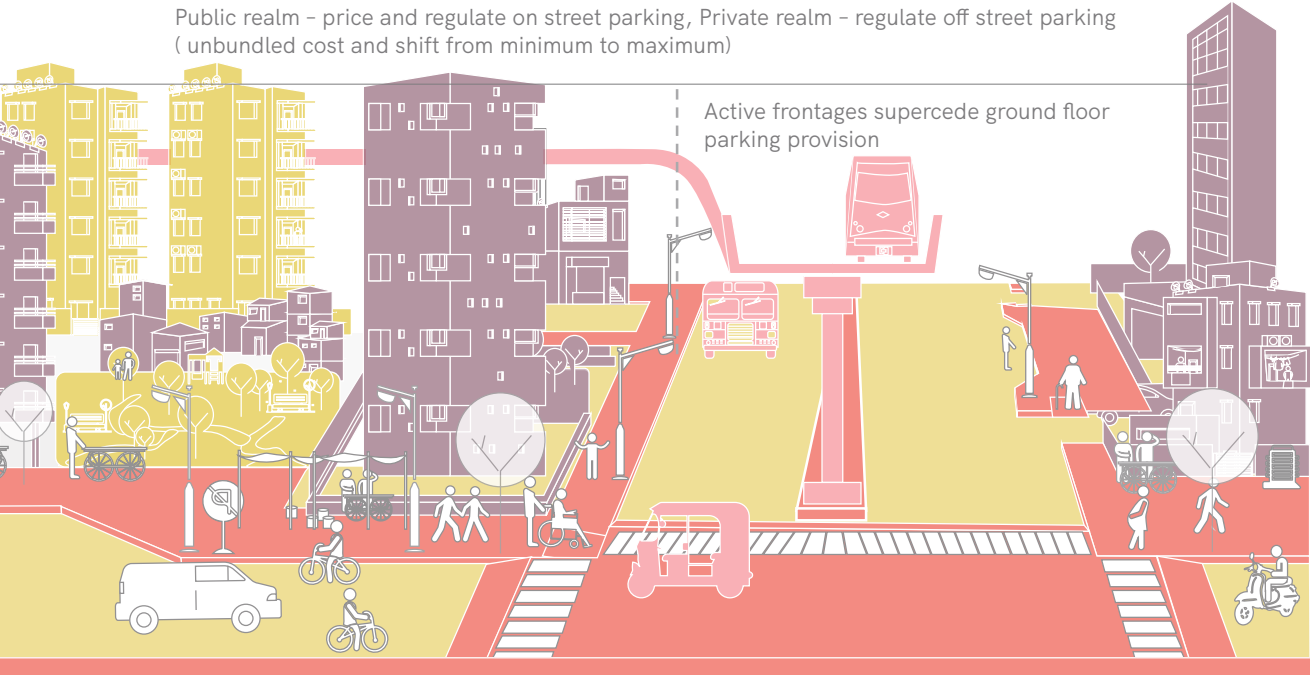 Public realm – price and regulate on street parking, Private realm – regulate off street parking
( unbundled cost and shift from minimum to maximum)
Active frontages supercede ground floor
parking provision